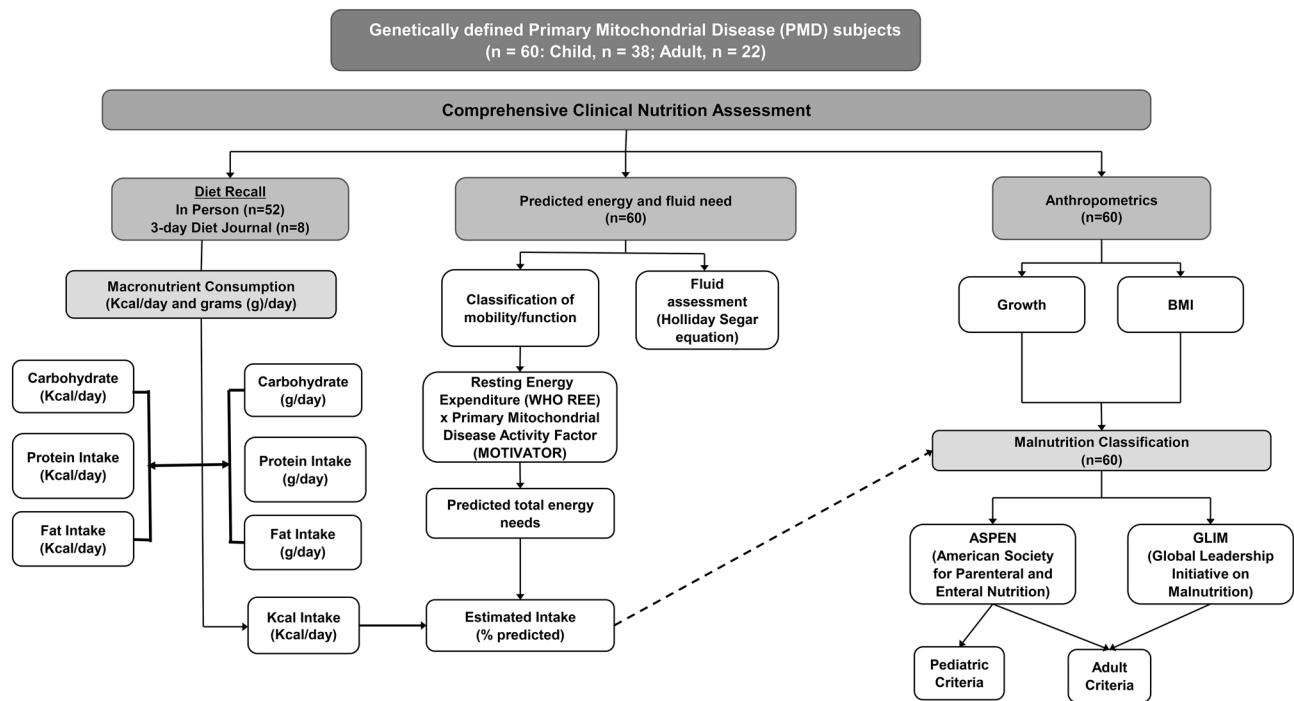 Genetically defined Primary Mitochondrial Disease (PMD) subjects
(n = 60: Child, n = 38; Adult, n = 22)
Comprehensive Clinical Nutrition Assessment
Diet Recall
In Person (n=52)
3-day Diet Journal (n=8)
Macronutrient Consumption
(Kcal/day and grams (g)/day)
Carbohydrate
(Kcal/day)
Protein Intake
(Kcal/day)
Fat Intake
(Kcal/day)
Carbohydrate
(g/day)
Protein Intake
(g/day)
Fat Intake
(g/day)
Kcal Intake
(Kcal/day)
Predicted energy and fluid need
(n=60)
Classification of
mobility/function
Fluid
assessment
(Holliday Segar
equation)
Resting Energy
Expenditure (WHO REE)
x Primary Mitochondrial
Disease Activity Factor
(MOTIVATOR)
Predicted total energy
needs
Estimated Intake
(% predicted)
Anthropometrics
(n=60)
Growth
BMI
Malnutrition Classification
(n=60)
ASPEN
(American Society
for Parenteral and
Enteral Nutrition)
GLIM
(Global Leadership
Initiative on
Malnutrition)
Pediatric
Criteria
Adult
Criteria